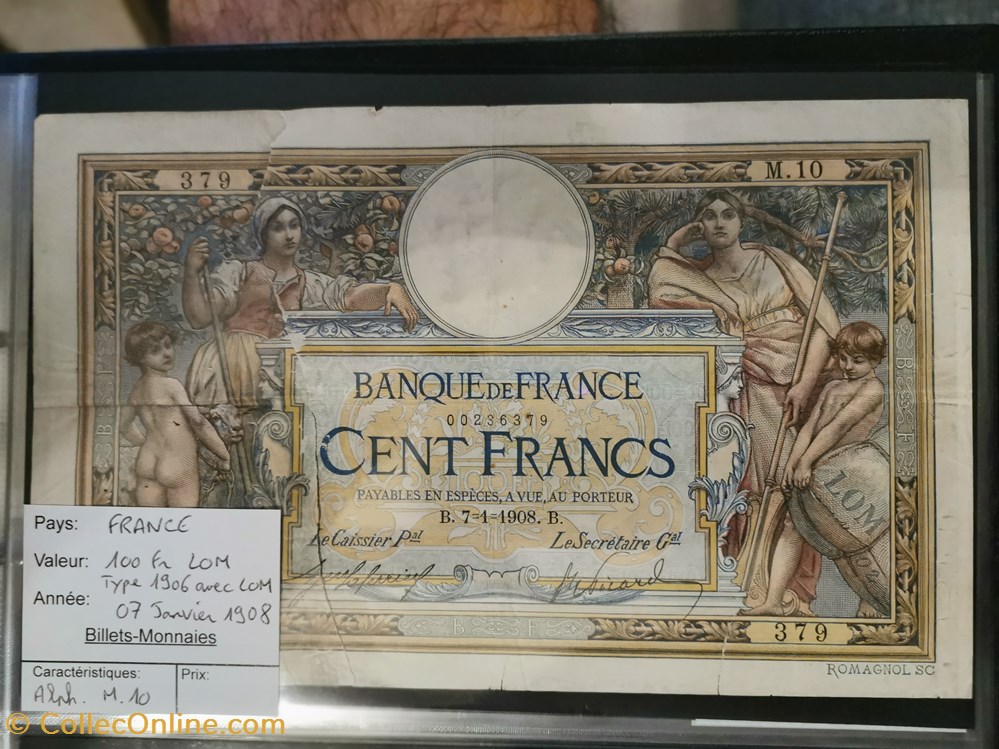 379
M.10
BANQUE DE FRANCE
00236379
CENT FRANCS
PAYABLES EN ESPÈCES, A VUE, AU PORTEUR
B. 7=1=1908. B.
Le Caissier Pal
Le Secrétaire Gal
LOM
02
B F
379
ROMAGNOL SC
Pays: FRANCE
Valeur: 100 Fr LOM
Type 1906 avec LOM
Année: 07 Janvier 1908
Billets-Monnaies
Caractéristiques:
Alph. M.10
Prix:
© CollecOnline.com